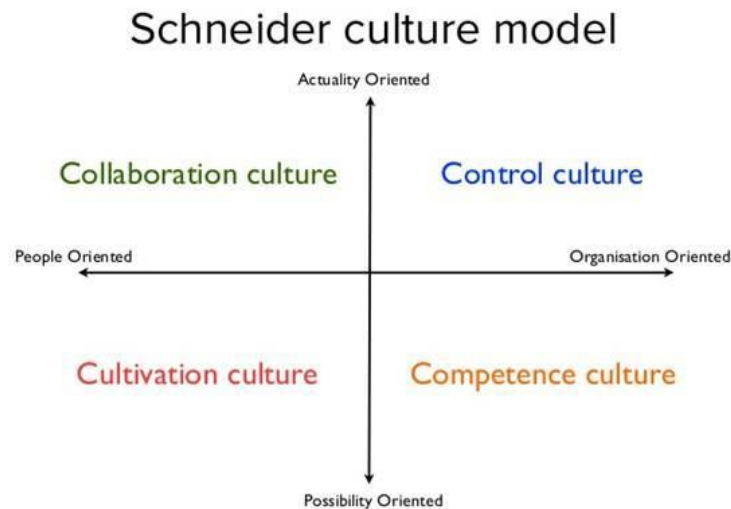 Schneider culture model
Actuality Oriented
Collaboration culture
Control culture
People Oriented
Organisation Oriented
Cultivation culture
Competence culture
Possibility Oriented